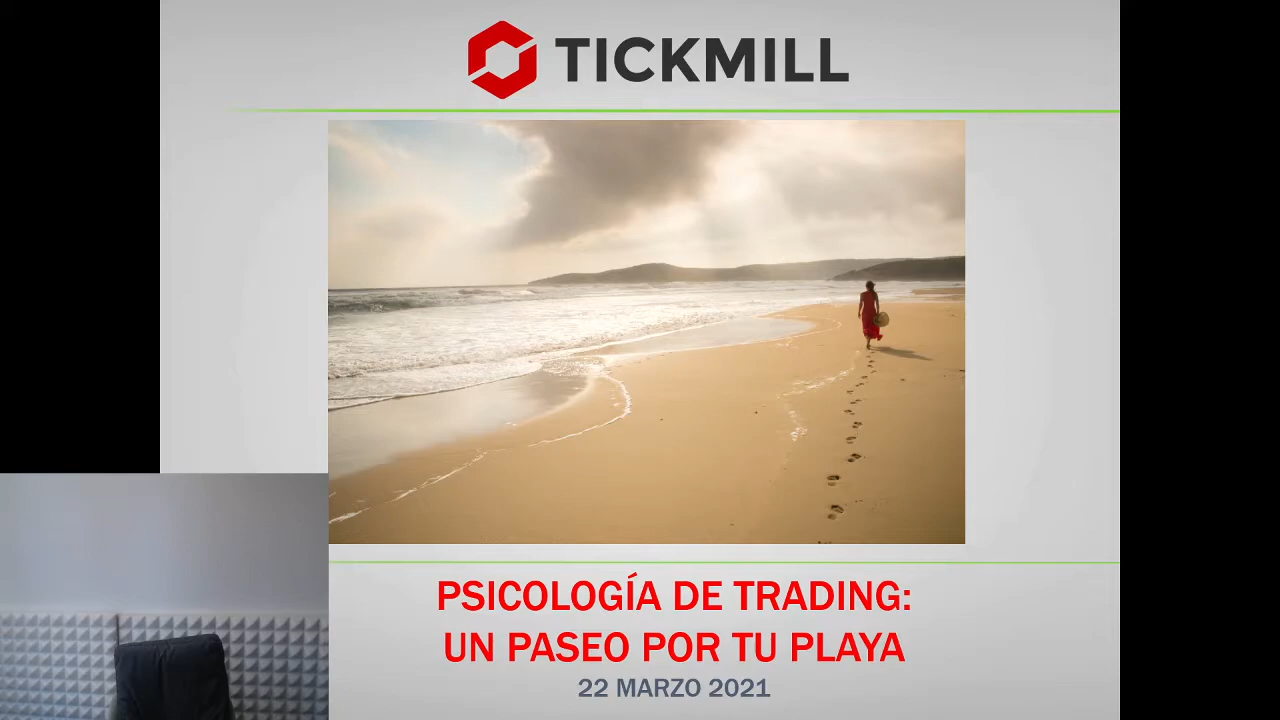 TICKMILL
PSICOLOGÍA DE TRADING:
UN PASEO POR TU PLAYA
22 MARZO 2021